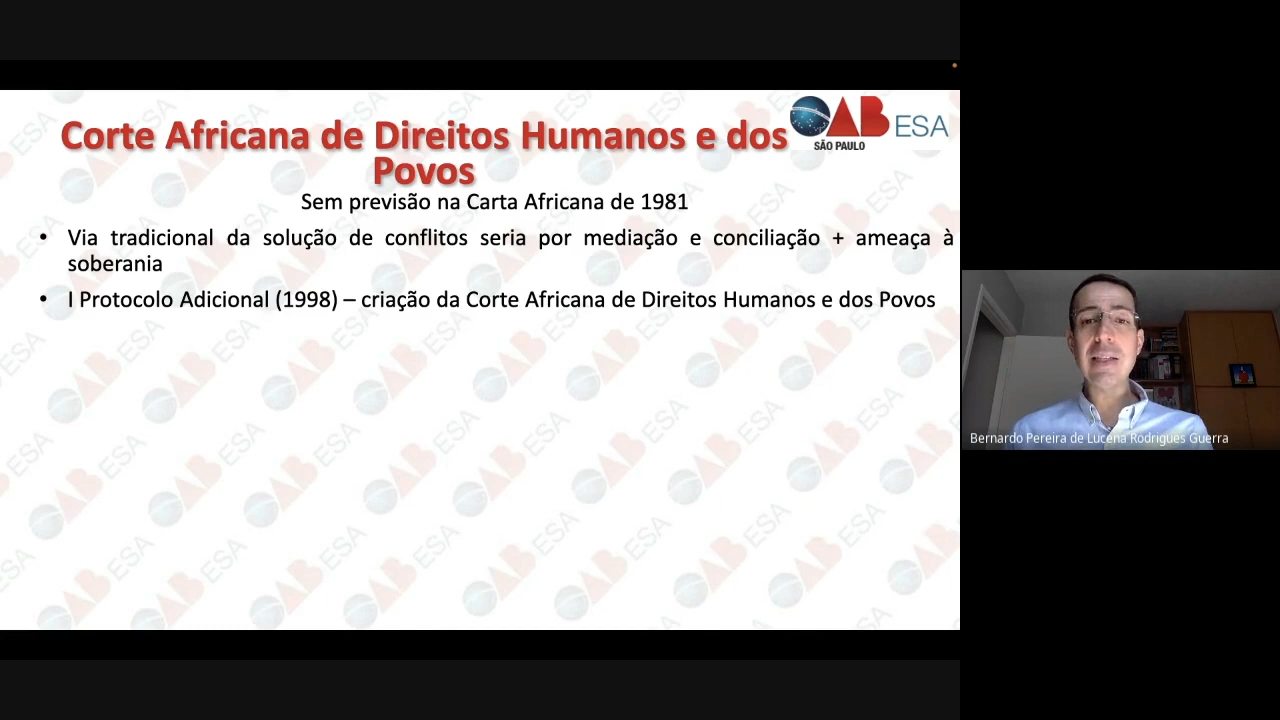 Corte Africana de Direitos Humanos e dos
Povos
OAB ESA
SÃO PAULO
Sem previsão na Carta Africana de 1981
• Via tradicional da solução de conflitos seria por mediação e conciliação + ameaça à
soberania
• I Protocolo Adicional (1998) – criação da Corte Africana de Direitos Humanos e dos Povos
Bernardo Pereira de Lucena Rodrigues Guerra